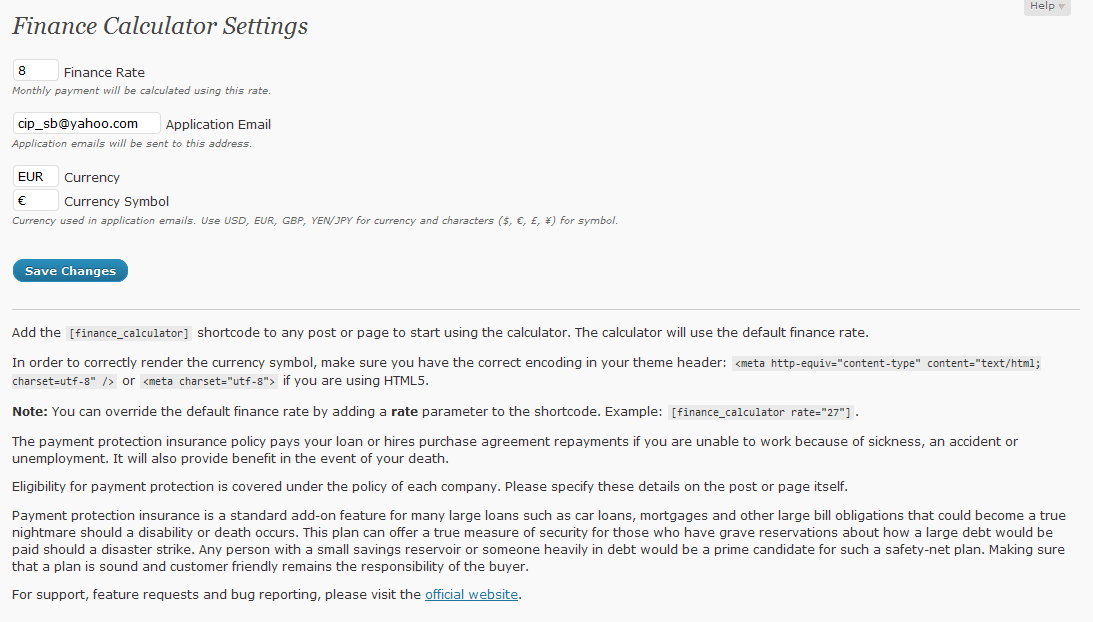 Help
Finance Calculator Settings
8 Finance Rate
Monthly payment will be calculated using this rate.
cip_sb@yahoo.com Application Email
Application emails will be sent to this address.
EUR Currency
€ Currency Symbol
Currency used in application emails. Use USD, EUR, GBP, YEN/JPY for currency and characters ($, €, £, ¥) for symbol.
Save Changes
Add the [finance_calculator] shortcode to any post or page to start using the calculator. The calculator will use the default finance rate.
In order to correctly render the currency symbol, make sure you have the correct encoding in your theme header: <meta http-equiv="content-type" content="text/html;
charset=utf-8" /> or <meta charset="utf-8"> if you are using HTML5.
Note: You can override the default finance rate by adding a rate parameter to the shortcode. Example: [finance_calculator rate="27"] .
The payment protection insurance policy pays your loan or hires purchase agreement repayments if you are unable to work because of sickness, an accident or
unemployment. It will also provide benefit in the event of your death.
Eligibility for payment protection is covered under the policy of each company. Please specify these details on the post or page itself.
Payment protection insurance is a standard add-on feature for many large loans such as car loans, mortgages and other large bill obligations that could become a true
nightmare should a disability or death occurs. This plan can offer a true measure of security for those who have grave reservations about how a large debt would be
paid should a disaster strike. Any person with a small savings reservoir or someone heavily in debt would be a prime candidate for such a safety-net plan. Making sure
that a plan is sound and customer friendly remains the responsibility of the buyer.
For support, feature requests and bug reporting, please visit the official website.